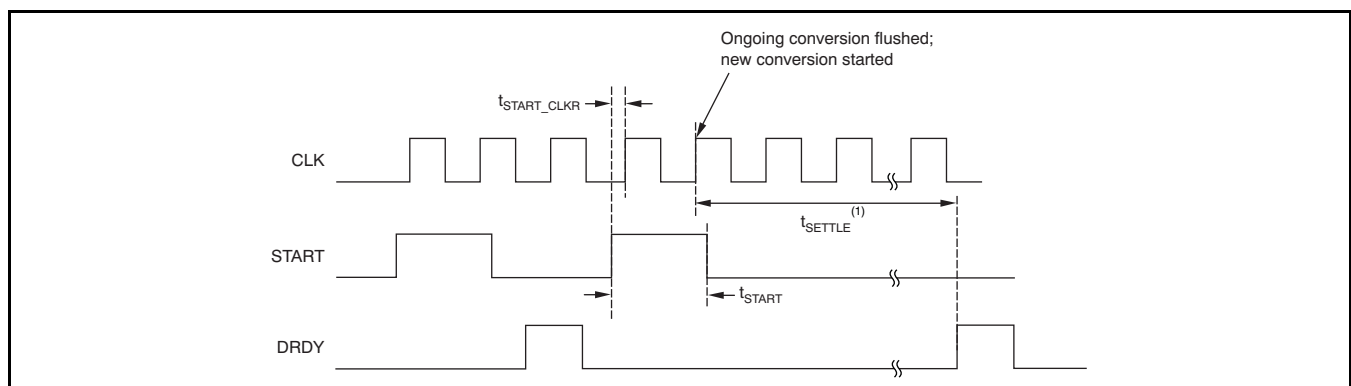 Ongoing conversion flushed;
new conversion started
tSTART_CLKR
CLK
tSETTLE(1)
START
tSTART
DRDY